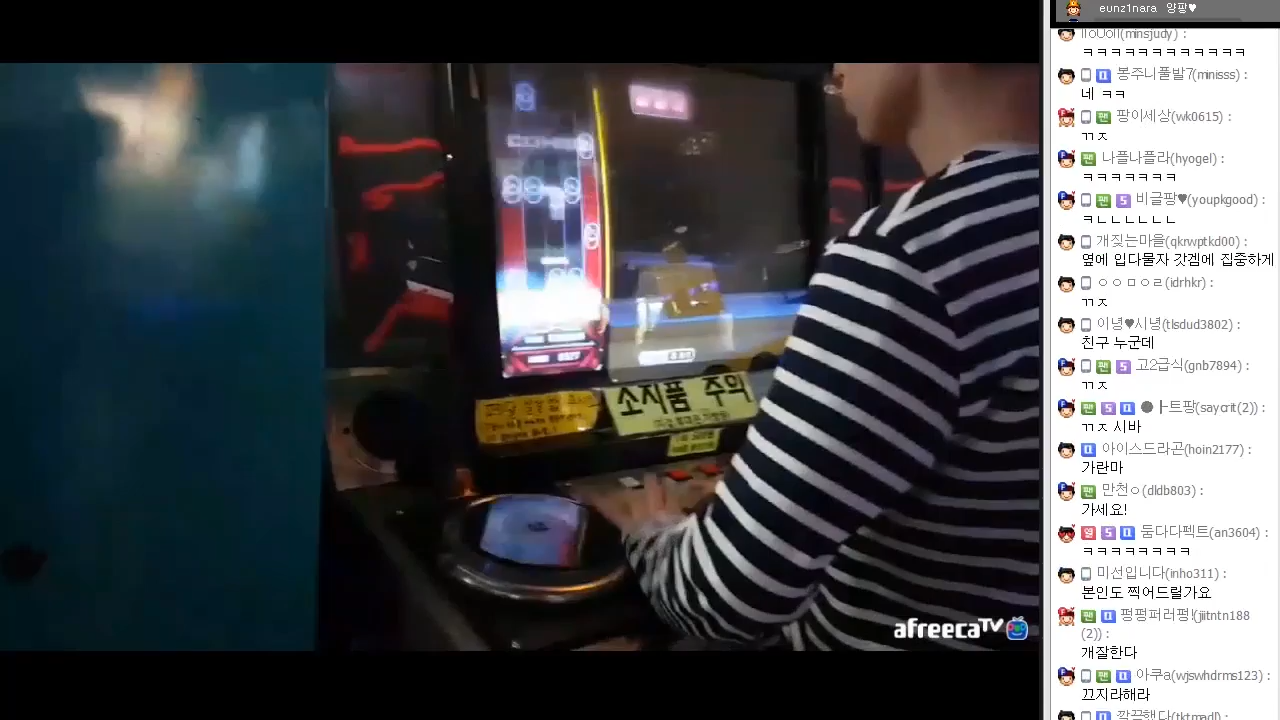 소지품 주의
afreecaTV
eunz1nara 양팡♥
ㅋㅋㅋㅋㅋㅋㅋㅋㅋㅋㅋㅋ
봉주니풀발7(minisss) :
네 ㅋㅋ
팡이세상(wk0615) :
ㄲㅈ
나플나플라(hyogel) :
ㅋㅋㅋㅋㅋㅋㅋ
비글팡♥(youpkgood) :
ㅋㄴㄴㄴㄴㄴㄴ
개짖는마을(qkrwptkd00) :
옆에 입다물자 갓겜에 집중하게
ㅇㅇㅁㅇㄹ(idrhkr) :
ㄲㅈ
이녕♥시녕(tlsdud3802) :
친구 누군데
고2급식(gnb7894) :
ㄲㅈ
●ㅏ트팡(saycrit(2)) :
ㄲㅈ 시바
아이스드라곤(hoin2177) :
가란마
만천ㅇ(dldb803) :
가세요!
둠다다펙트(an3604) :
ㅋㅋㅋㅋㅋㅋㅋㅋ
미선입니다(inho311) :
본인도 찍어드릴가요
펑펑퍼러펑!(jiitntn188
(2)) :
개잘한다
아쿠a(wjswhdrms123) :
끄지라해라